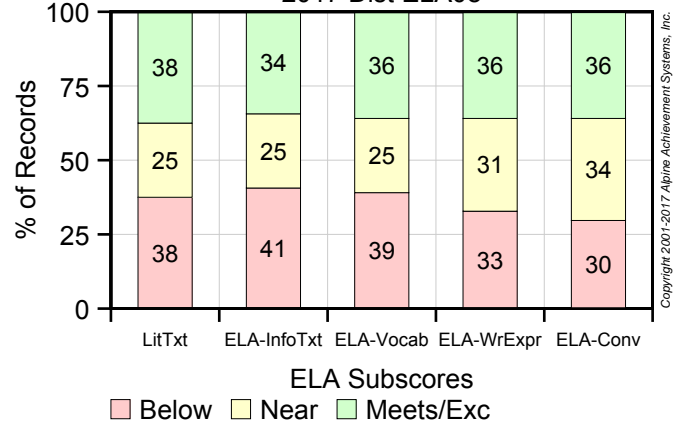 100
75
50
25
0
% of Records
38 34 36 36 36
25 25 25 31 34
38 41 39 33 30
LitTxt ELA-InfoTxt ELA-Vocab ELA-WrExpr ELA-Conv
ELA Subscores
Below Near Meets/Exc
Copyright 2001-2017 Alpine Achievement Systems, Inc.